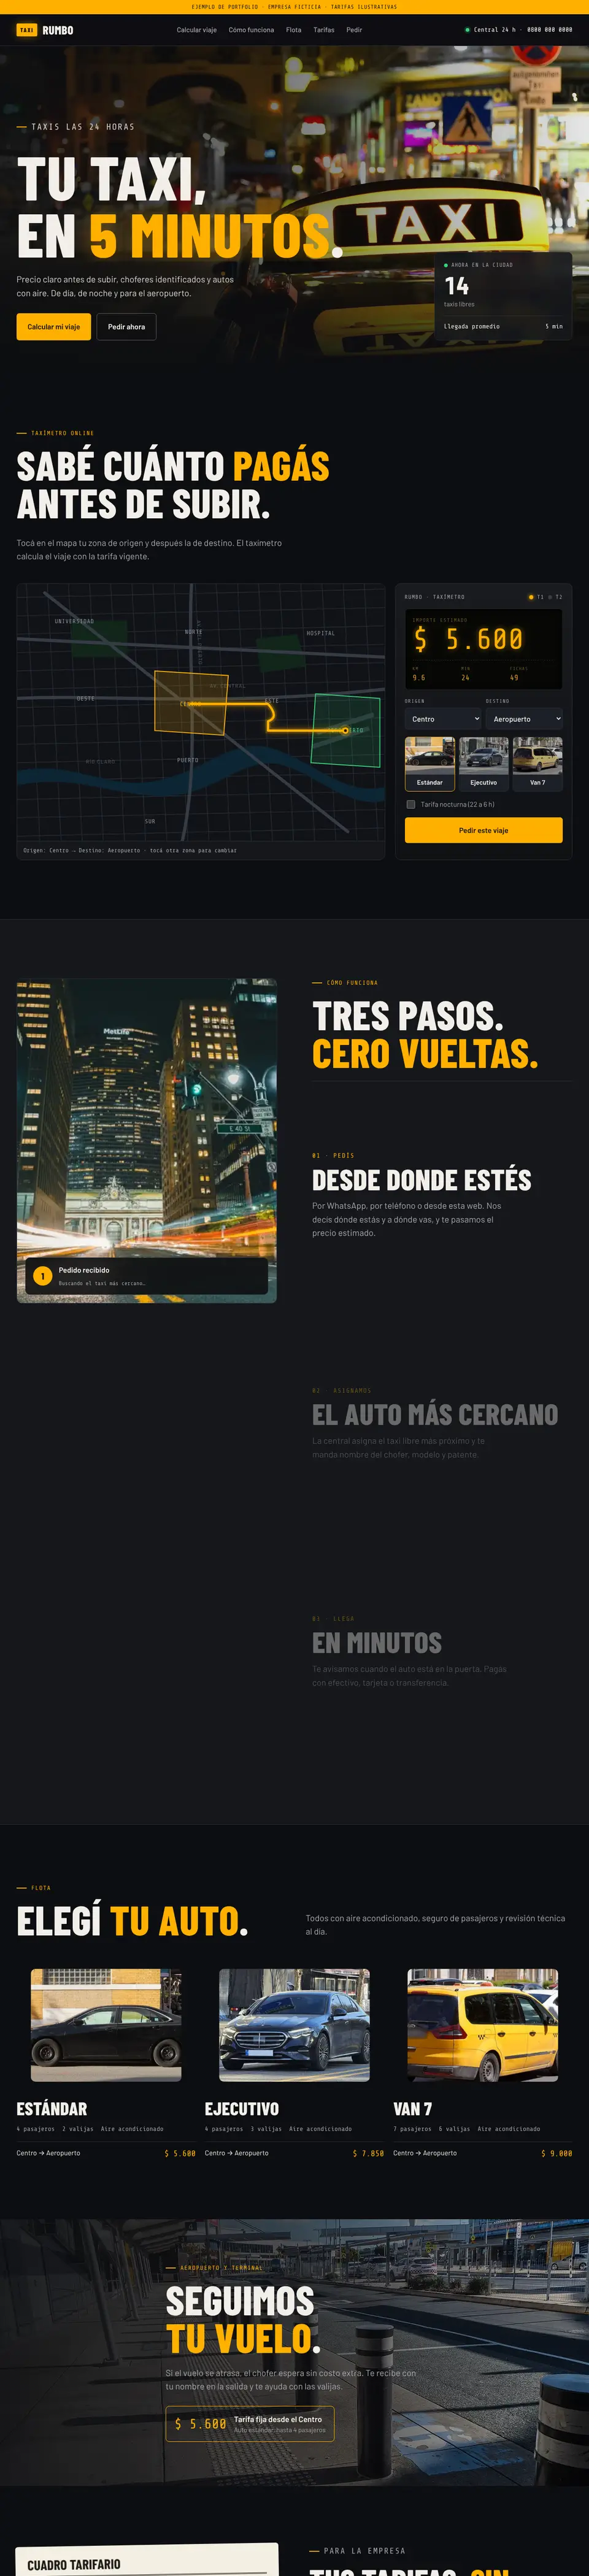 EJEMPLO DE PORTFOLIO · EMPRESA FICTICIA · TARIFAS ILUSTRATIVAS
TAXI RUMBO
Calcular viaje
Cómo funciona
Flota
Tarifas
Pedir
Central 24 h · 0800 000 0000
TAXIS LAS 24 HORAS
TU TAXI,
EN 5 MINUTOS.
TAXI
Precio claro antes de subir, choferes identificados y autos
con aire. De día, de noche y para el aeropuerto.
Calcular mi viaje
Pedir ahora
AHORA EN LA CIUDAD
14
taxis libres
Llegada promedio 5 min
TAXÍMETRO ONLINE
SABÉ CUÁNTO PAGÁS
ANTES DE SUBIR.
Tocá en el mapa tu zona de origen y después la de destino. El taxímetro
calcula el viaje con la tarifa vigente.
UNIVERSIDAD
NORTE
HOSPITAL
OESTE
AV. CENTRAL
CENTRO
ESTE
PUERTO
SUR
Origen: Centro → Destino: Aeropuerto · tocá otra zona para cambiar
RUMBO · TAXÍMETRO
T1 T2
IMPORTE ESTIMADO
$ 5.600
KM
MIN
FICHAS
9.6
24
49
ORIGEN
DESTINO
Centro
Aeropuerto
Estándar
Ejecutivo
Van 7
Tarifa nocturna (22 a 6 h)
Pedir este viaje
MetLife
E 40 St
1
Pedido recibido
Buscando el taxi más cercano…
CÓMO FUNCIONA
TRES PASOS.
CERO VUELTAS.
01 · PEDÍS
DESDE DONDE ESTÉS
Por WhatsApp, por teléfono o desde esta web. Nos
decís dónde estás y a dónde vas, y te pasamos el
precio estimado.
02 · ASIGNAMOS
EL AUTO MÁS CERCANO
La central asigna el taxi libre más próximo y te
manda nombre del chofer, modelo y patente.
03 · LLEGA
EN MINUTOS
Te avisamos cuando el auto está en la puerta. Pagás
con efectivo, tarjeta o transferencia.
FLOTA
ELEGÍ TU AUTO.
Todos con aire acondicionado, seguro de pasajeros y revisión técnica
al día.
ESTÁNDAR
4 pasajeros 2 valijas Aire acondicionado
Centro → Aeropuerto $ 5.600
EJECUTIVO
4 pasajeros 3 valijas Aire acondicionado
Centro → Aeropuerto $ 7.850
VAN 7
7 pasajeros 6 valijas Aire acondicionado
Centro → Aeropuerto $ 9.000
AEROPUERTO Y TERMINAL
SEGUIMOS
TU VUELO.
Si el vuelo se atrasa, el chofer espera sin costo extra. Te recibe con
tu nombre en la salida y te ayuda con las valijas.
$ 5.600
Tarifa fija desde el Centro
Auto estándar, hasta 4 pasajeros
CUADRO TARIFARIO
PARA LA EMPRESA